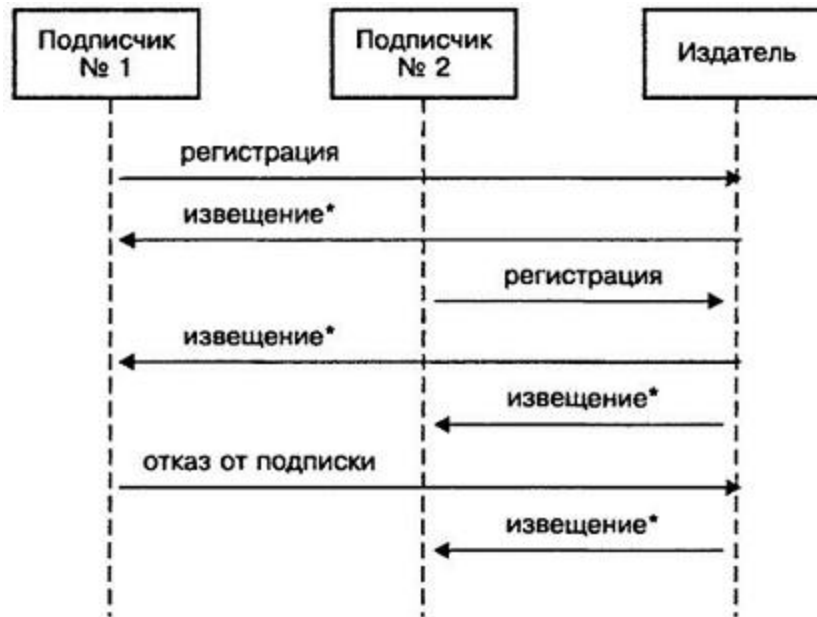 Подписчик
№ 1
Подписчик
№ 2
Издатель
регистрация
извещение*
регистрация
извещение*
извещение*
отказ от подписки
извещение*